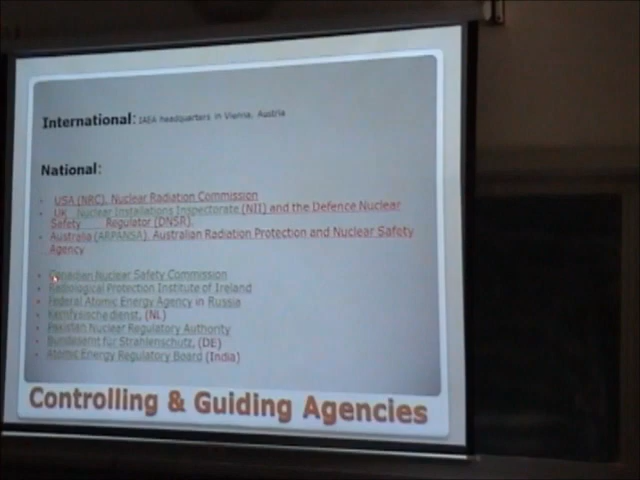 International: IAEA headquarters in Vienna, Austria
National:
USA (NRC), Nuclear Radiation Commission
UK Nuclear Installations Inspectorate (NII) and the Defence Nuclear
Safety Regulator (DNSR).
Australia (ARPANSA), Australian Radiation Protection and Nuclear Safety
Agency
Canadian Nuclear Safety Commission
Radiological Protection Institute of Ireland
Federal Atomic Energy Agency in Russia
Kernfysische dienst, (NL)
Pakistan Nuclear Regulatory Authority
Bundesamt für Strahlenschutz, (DE)
Atomic Energy Regulatory Board (India)
Controlling & Guiding Agencies